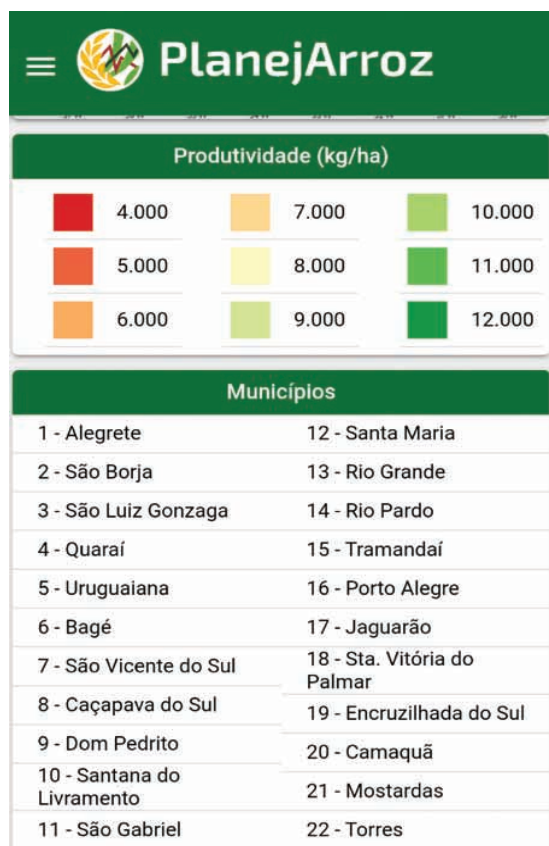 PlanejArroz
Produtividade (kg/ha)
4.000
7.000
10.000
5.000
8.000
11.000
6.000
9.000
12.000
Municípios
1 - Alegrete
2 - São Borja
3 - São Luiz Gonzaga
4 - Quaraí
5 - Uruguaiana
6 - Bagé
7 - São Vicente do Sul
8 - Caçapava do Sul
9 - Dom Pedrito
10 - Santana do
Livramento
11 - São Gabriel
12 - Santa Maria
13 - Rio Grande
14 - Rio Pardo
15 - Tramandaí
16 - Porto Alegre
17 - Jaguarão
18 - Sta. Vitória do
Palmar
19 - Encruzilhada do Sul
20 - Camaquã
21 - Mostardas
22 - Torres